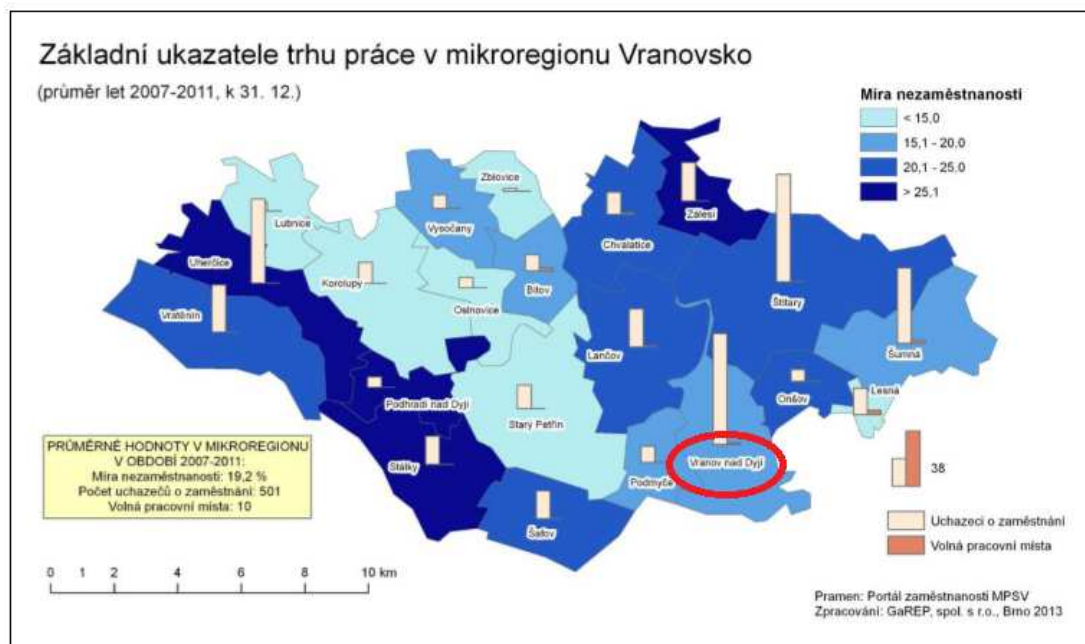 Základní ukazatele trhu práce v mikroregionu Vranovsko
(průměr let 2007-2011, k 31. 12.)
Míra nezaměstnanosti
< 15,0
15,1 - 20,0
20,1 - 25,0
> 25,1
Zblovice
Lubnice
Vysočany
Zálesí
Chvalatice
Uherčice
Korolupy
Bítov
Oslnovice
Štítary
Vratěnín
Lančov
Šumná
Podhradí nad Dyjí
Onšov
Lesná
Starý Petřín
Stálky
Vranov nad Dyjí
Podmyče
Šafov
PRŮMĚRNÉ HODNOTY V MIKROREGIONU
V OBDOBÍ 2007-2011:
Míra nezaměstnanosti: 19,2 %
Počet uchazečů o zaměstnání: 501
Volná pracovní místa: 10
38
Uchazeči o zaměstnání
Volná pracovní místa
0 1 2 4 6 8 10 km
Pramen: Portál zaměstnanosti MPSV
Zpracování: GaREP, spol. s r.o., Brno 2013